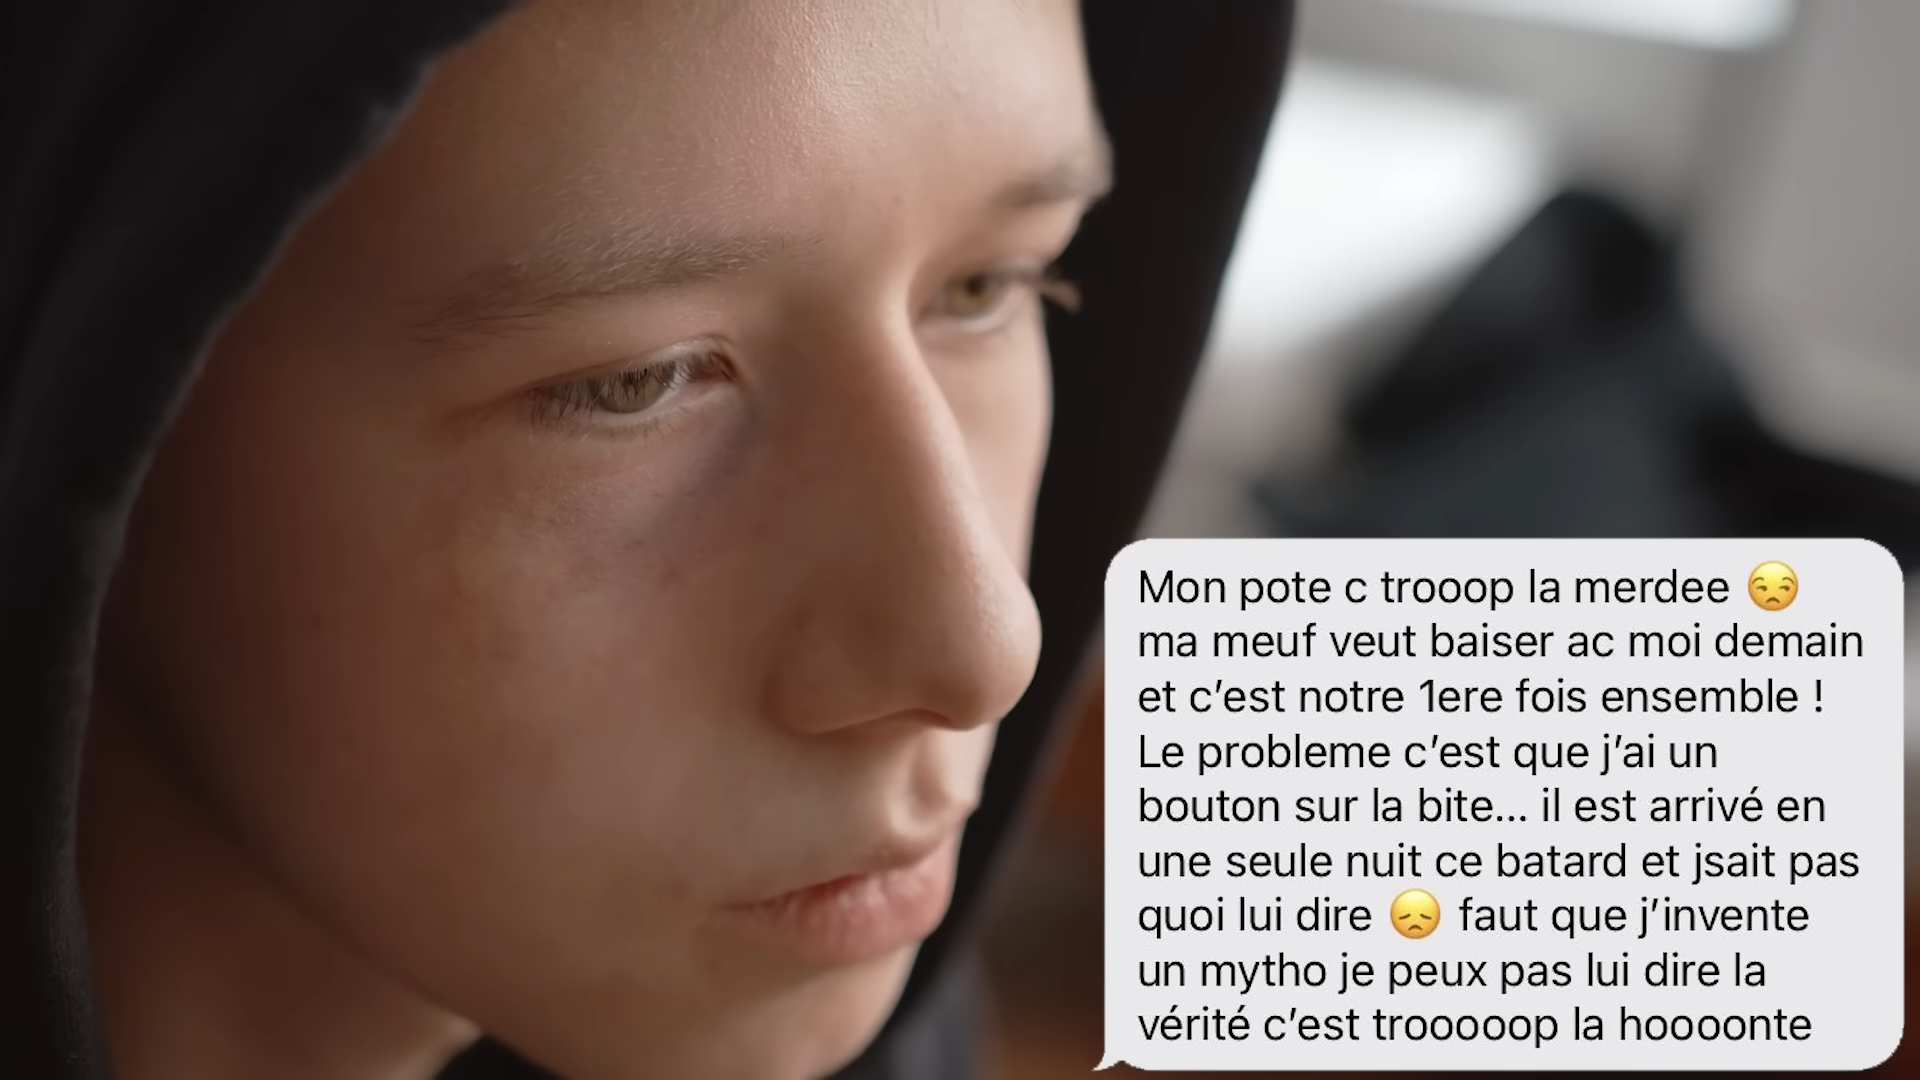 Mon pote c trooop la merdee 😒
ma meuf veut baiser ac moi demain
et c’est notre 1ere fois ensemble !
Le probleme c’est que j’ai un
bouton sur la bite... il est arrivé en
une seule nuit ce batard et jsait pas
quoi lui dire 😞 faut que j’invente
un mytho je peux pas lui dire la
vérité c’est trooooop la hoooonte